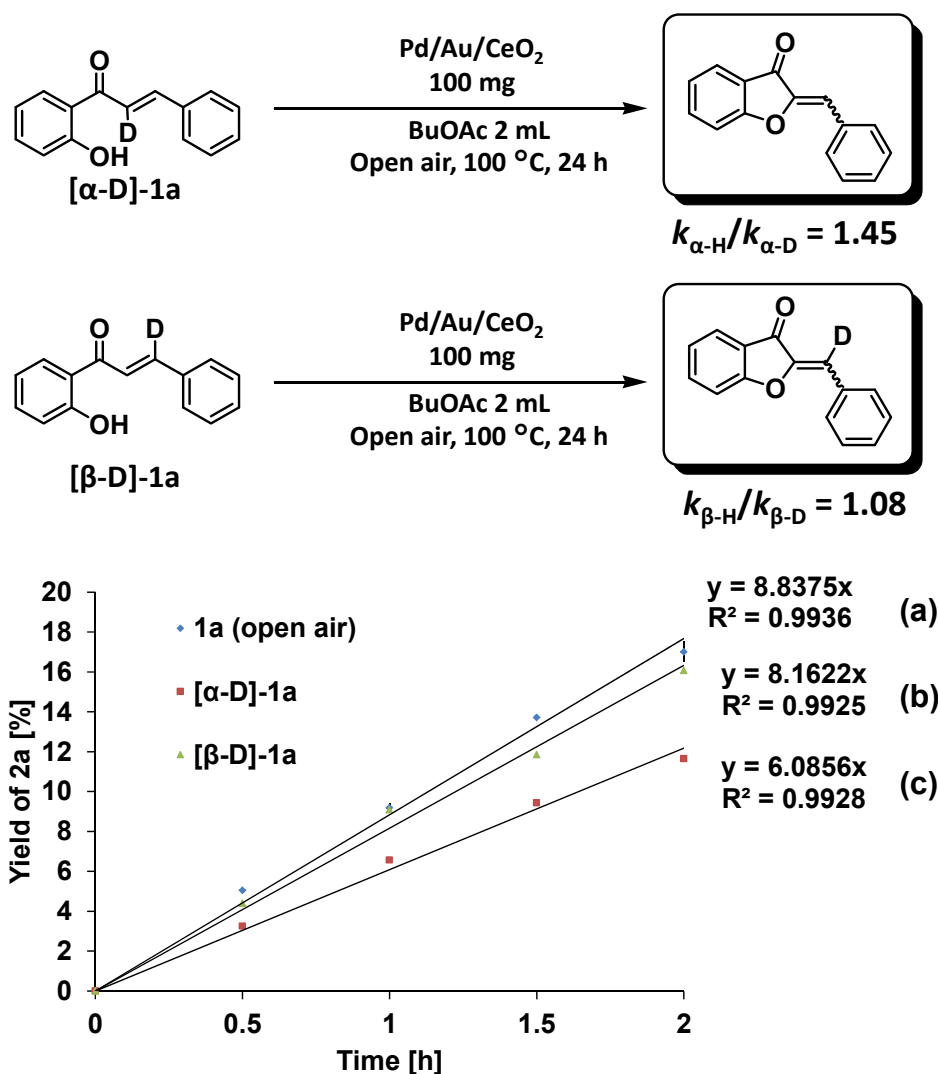 O
D
OH
[α-D]-1a
Pd/Au/CeO₂
100 mg
BuOAc 2 mL
Open air, 100 °C, 24 h
O
O
kα-H/kα-D = 1.45
O
D
OH
[β-D]-1a
Pd/Au/CeO₂
100 mg
BuOAc 2 mL
Open air, 100 °C, 24 h
O
D
O
kβ-H/kβ-D = 1.08
Yield of 2a [%]
20
18
16
14
12
10
8
6
4
2
0
1a (open air)
[α-D]-1a
[β-D]-1a
y = 8.8375x
R² = 0.9936
(a)
y = 8.1622x
R² = 0.9925
(b)
y = 6.0856x
R² = 0.9928
(c)
0
0.5
1
1.5
2
Time [h]